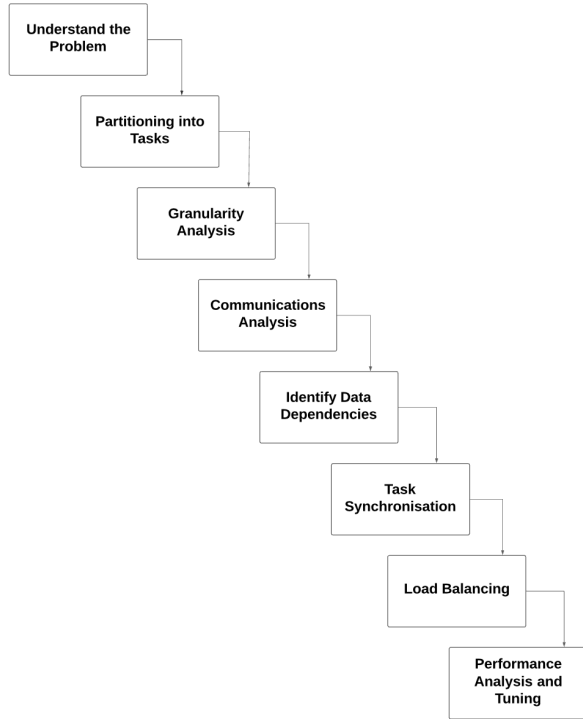 Understand the
Problem
Partitioning into
Tasks
Granularity
Analysis
Communications
Analysis
Identify Data
Dependencies
Task
Synchronisation
Load Balancing
Performance
Analysis and
Tuning